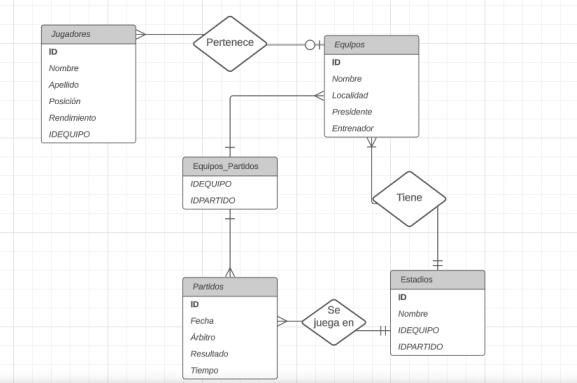 Jugadores
ID
Nombre
Apellido
Posición
Rendimiento
IDEQUIPO
Pertenece
Equipos
ID
Nombre
Localidad
Presidente
Entrenador
Equipos_Partidos
IDEQUIPO
IDPARTIDO
Tiene
Partidos
ID
Fecha
Árbitro
Resultado
Tiempo
Se
juega en
Estadios
ID
Nombre
IDEQUIPO
IDPARTIDO